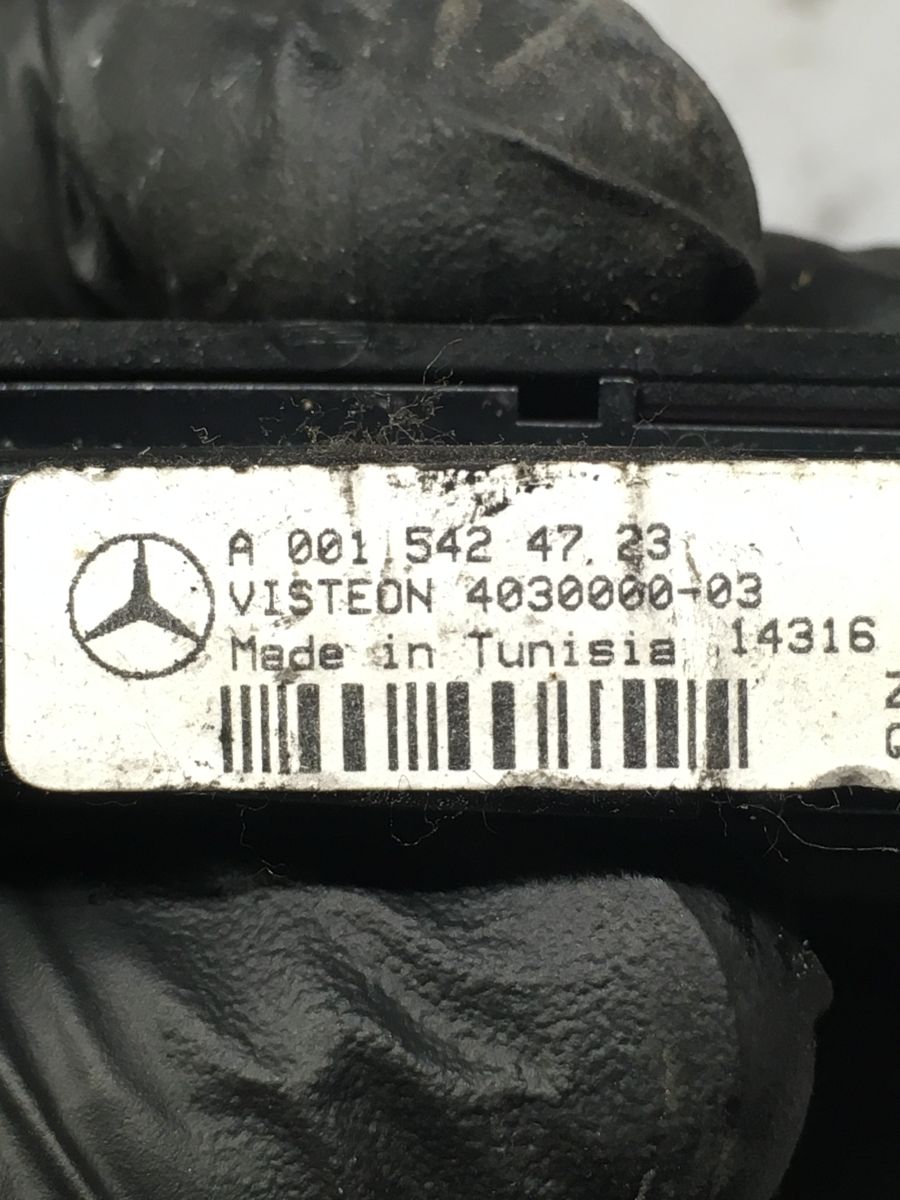 A 001 542 47 23
VISTEON 4030000-03
Made in Tunisia 14316